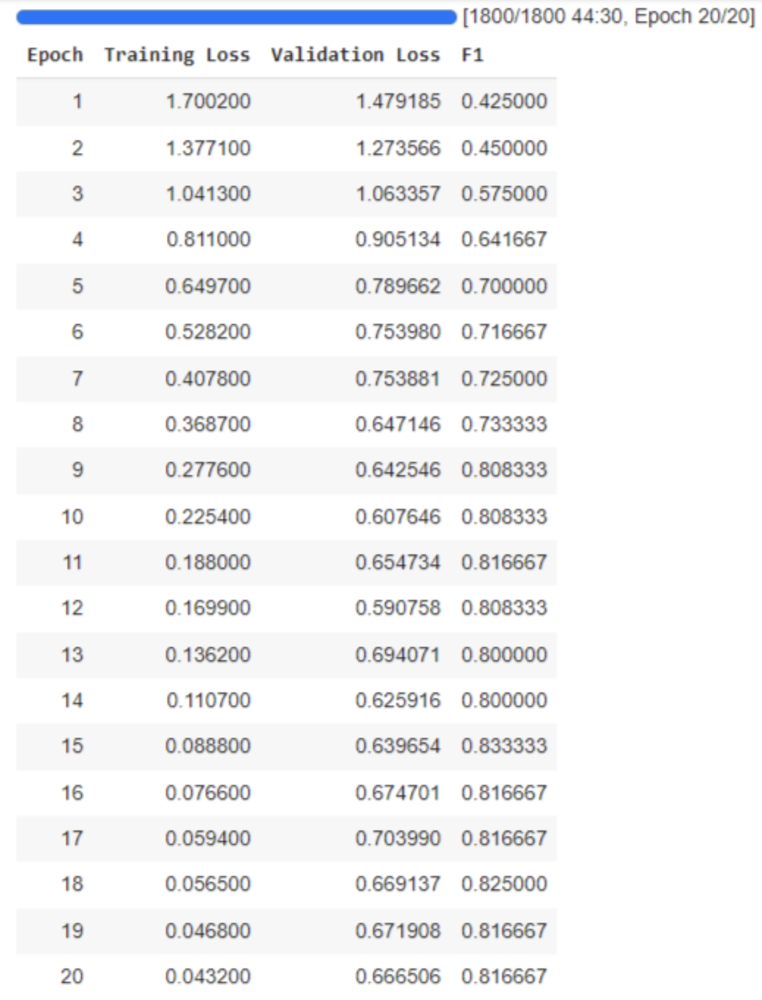 [1800/1800 44:30, Epoch 20/20]
Epoch Training Loss Validation Loss F1
1 1.700200 1.479185 0.425000
2 1.377100 1.273566 0.450000
3 1.041300 1.063357 0.575000
4 0.811000 0.905134 0.641667
5 0.649700 0.789662 0.700000
6 0.528200 0.753980 0.716667
7 0.407800 0.753881 0.725000
8 0.368700 0.647146 0.733333
9 0.277600 0.642546 0.808333
10 0.225400 0.607646 0.808333
11 0.188000 0.654734 0.816667
12 0.169900 0.590758 0.808333
13 0.136200 0.694071 0.800000
14 0.110700 0.625916 0.800000
15 0.088800 0.639654 0.833333
16 0.076600 0.674701 0.816667
17 0.059400 0.703990 0.816667
18 0.056500 0.669137 0.825000
19 0.046800 0.671908 0.816667
20 0.043200 0.666506 0.816667